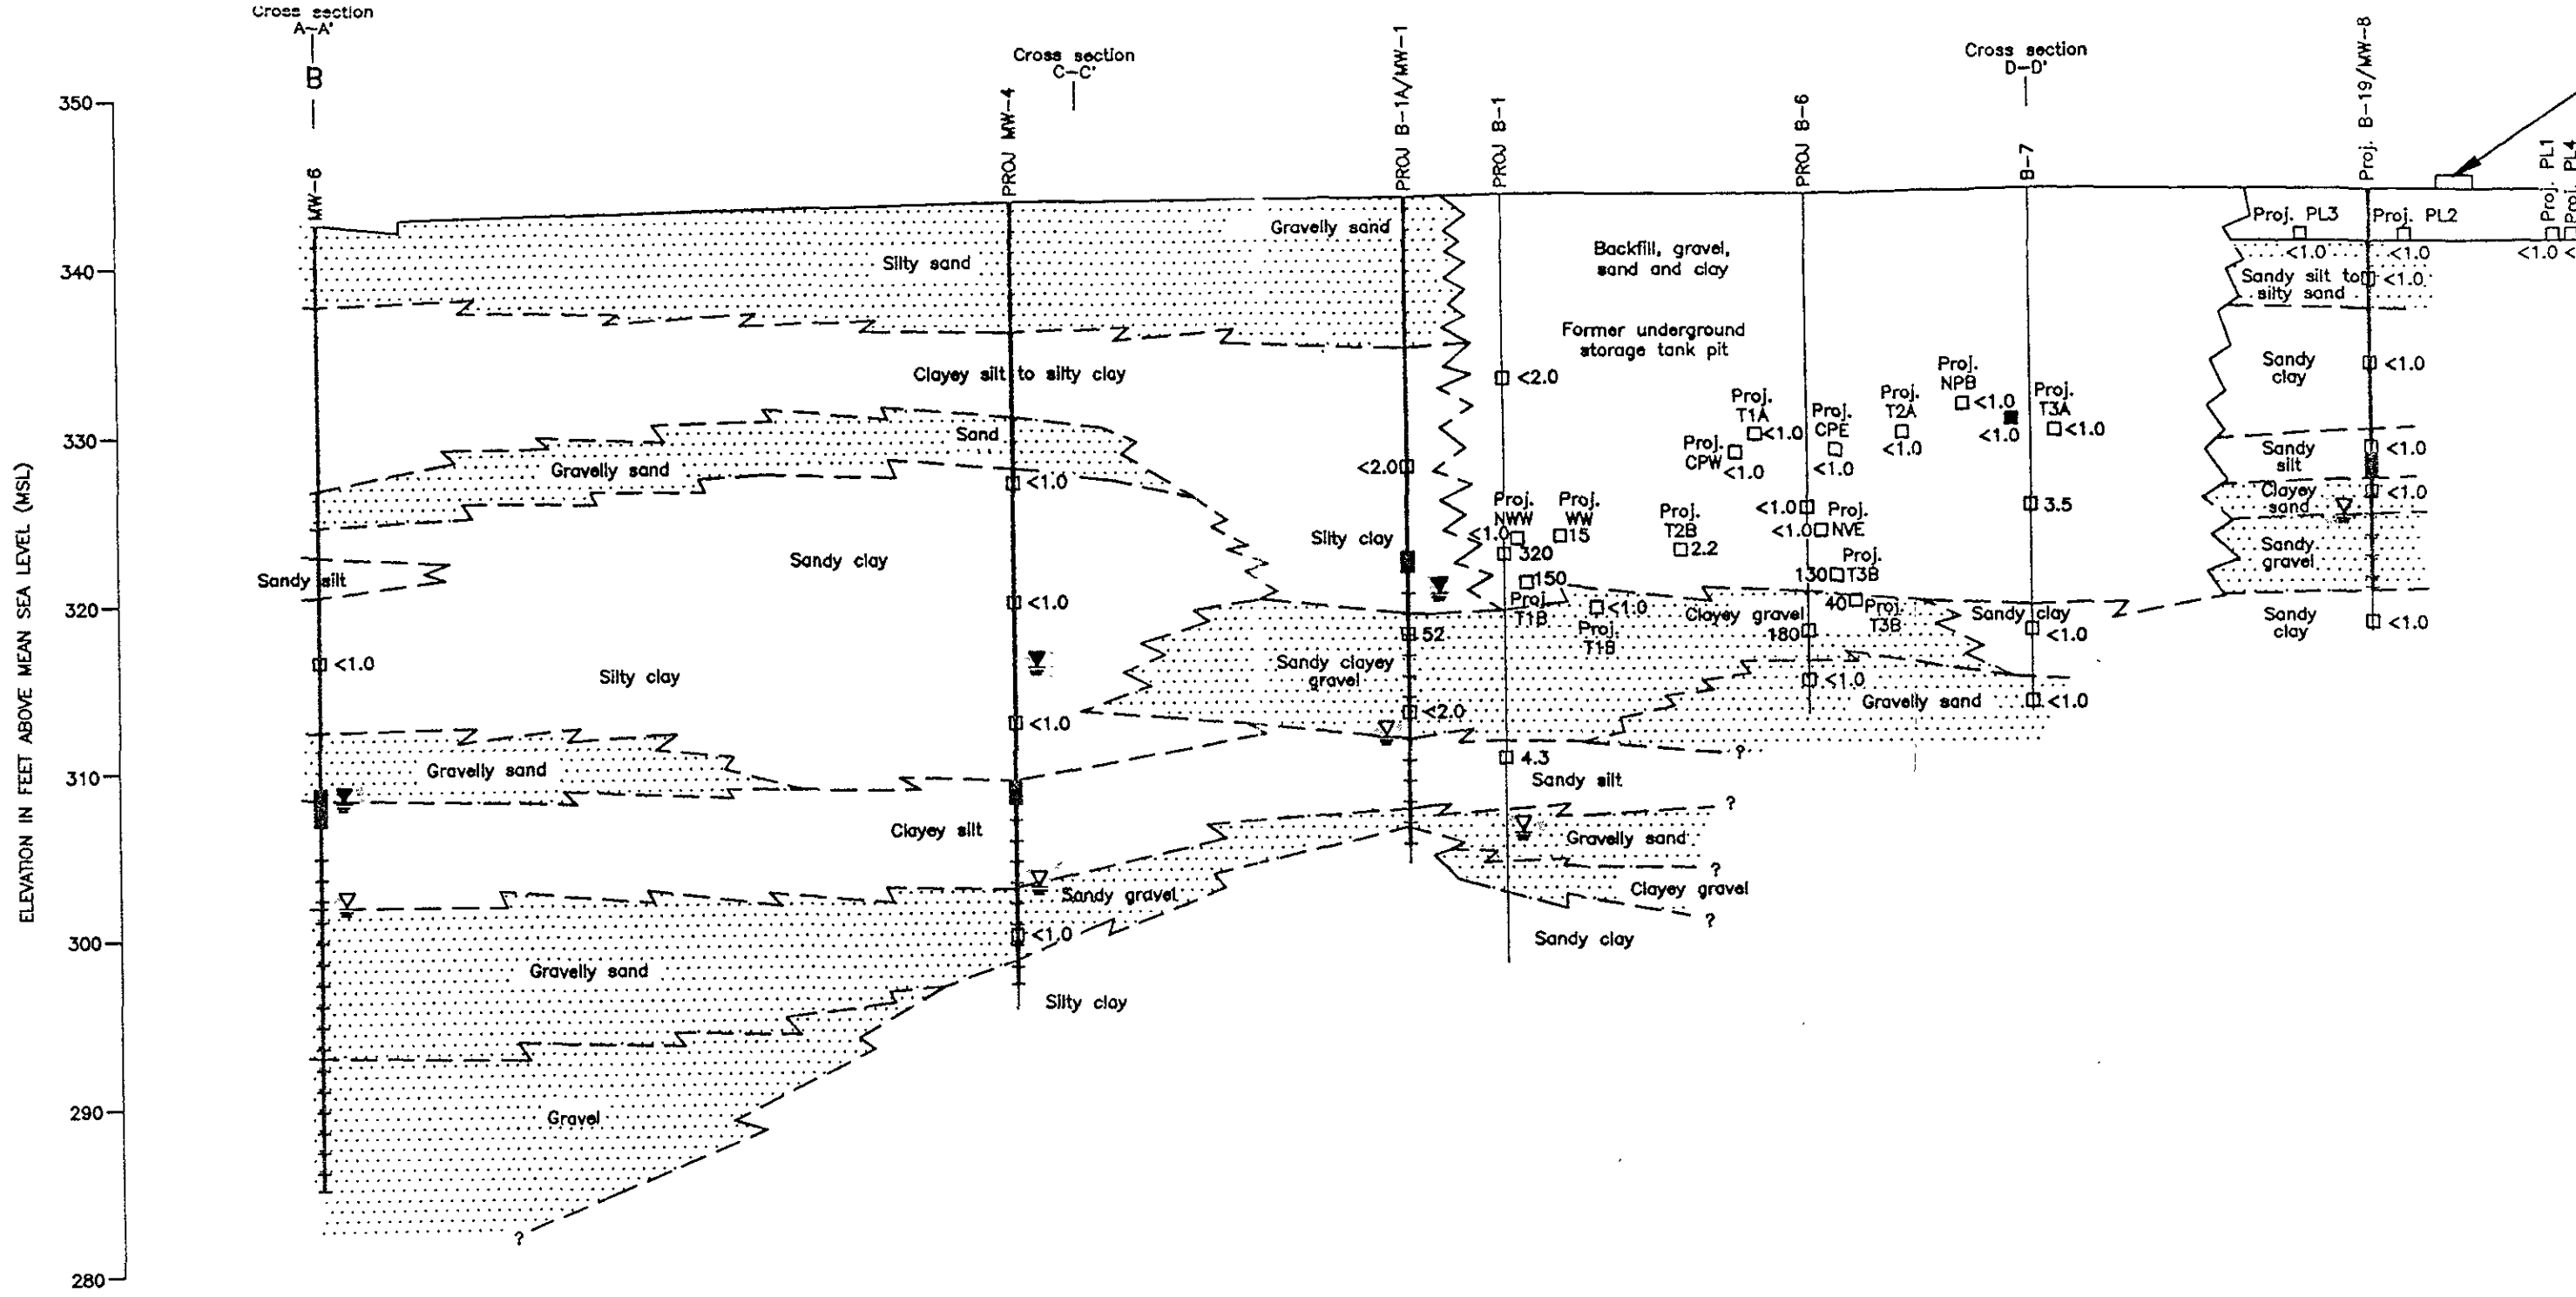 Cross section
A-A'
B
Cross section
C-C'
Cross section
D-D'
MW-6
PROJ MW-4
PROJ B-1A/MW-1
PROJ B-1
PROJ B-6
B-7
Proj. B-19/MW-8
Proj. PL1
Proj. PL4
ELEVATION IN FEET ABOVE MEAN SEA LEVEL (MSL)
350
340
330
320
310
300
290
280
Silty sand
Gravelly sand
Clayey silt to silty clay
Sand
Gravelly sand
<1.0
Sandy clay
Sandy silt
<1.0
<1.0
Silty clay
<1.0
Gravelly sand
Clayey silt
Sandy gravel
<1.0
Gravelly sand
Silty clay
Gravel
?
<2.0
Silty clay
52
Sandy clayey
gravel
<2.0
Backfill, gravel,
sand and clay
Former underground
storage tank pit
<2.0
Proj.
NWW
<1.0
320
Proj.
WW
15
150
Proj.
T1B
<1.0
Proj.
T1B
Proj.
T2B
2.2
Proj.
CPW
<1.0
Proj.
T1A
<1.0
Proj.
CPE
<1.0
Proj.
T2A
<1.0
Proj.
NPB
<1.0
<1.0
Proj.
T3A
<1.0
<1.0
Proj.
<1.0
NVE
3.5
Proj.
130
T3B
40
Proj.
T3B
Clayey gravel
180
Sandy clay
<1.0
<1.0
Gravelly sand
<1.0
?
4.3
Sandy silt
?
Gravelly sand
?
Clayey gravel
?
Sandy clay
Proj. PL3
Proj. PL2
<1.0
<1.0
<1.0
<
Sandy silt to
silty sand
<1.0
Sandy
clay
<1.0
Sandy
silt
<1.0
Clayey
sand
<1.0
Sandy
gravel
Sandy
clay
<1.0